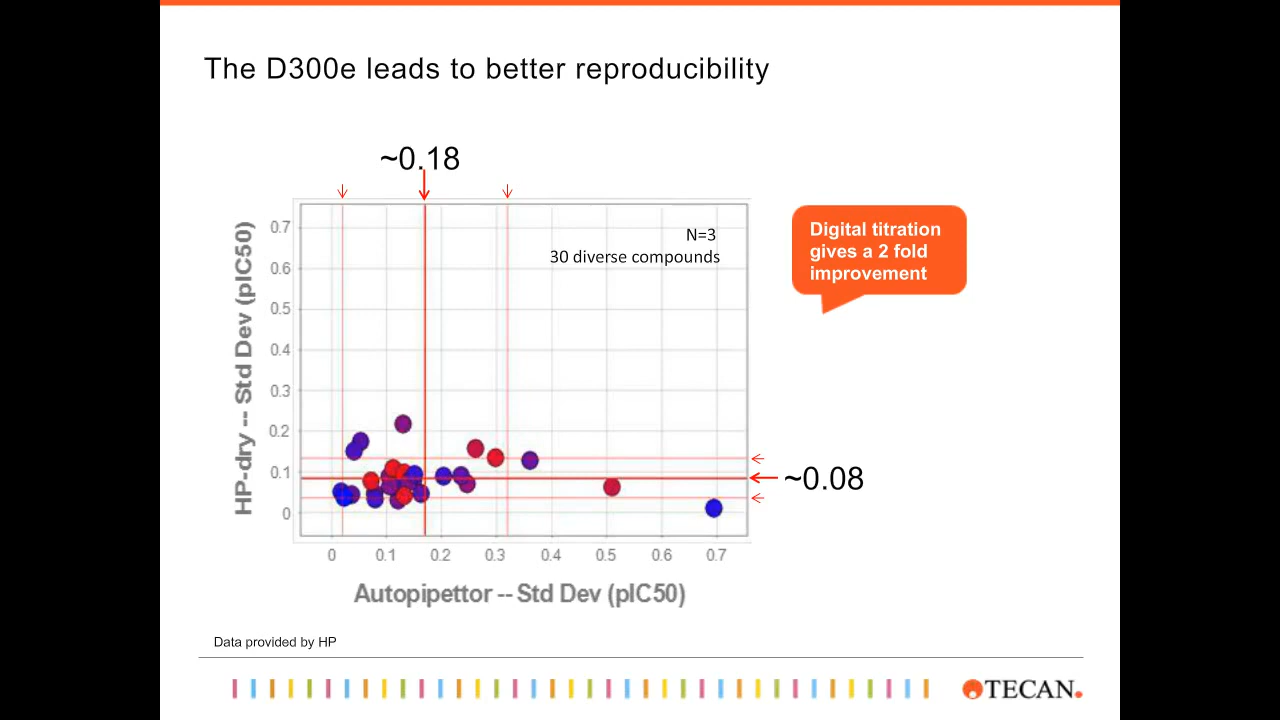 The D300e leads to better reproducibility
~0.18
N=3
30 diverse compounds
Digital titration
gives a 2 fold
improvement
HP-dry -- Std Dev (pIC50)
0.7
0.6
0.5
0.4
0.3
0.2
0.1
0
~0.08
0 0.1 0.2 0.3 0.4 0.5 0.6 0.7
Autopipettor -- Std Dev (pIC50)
Data provided by HP
TECAN.